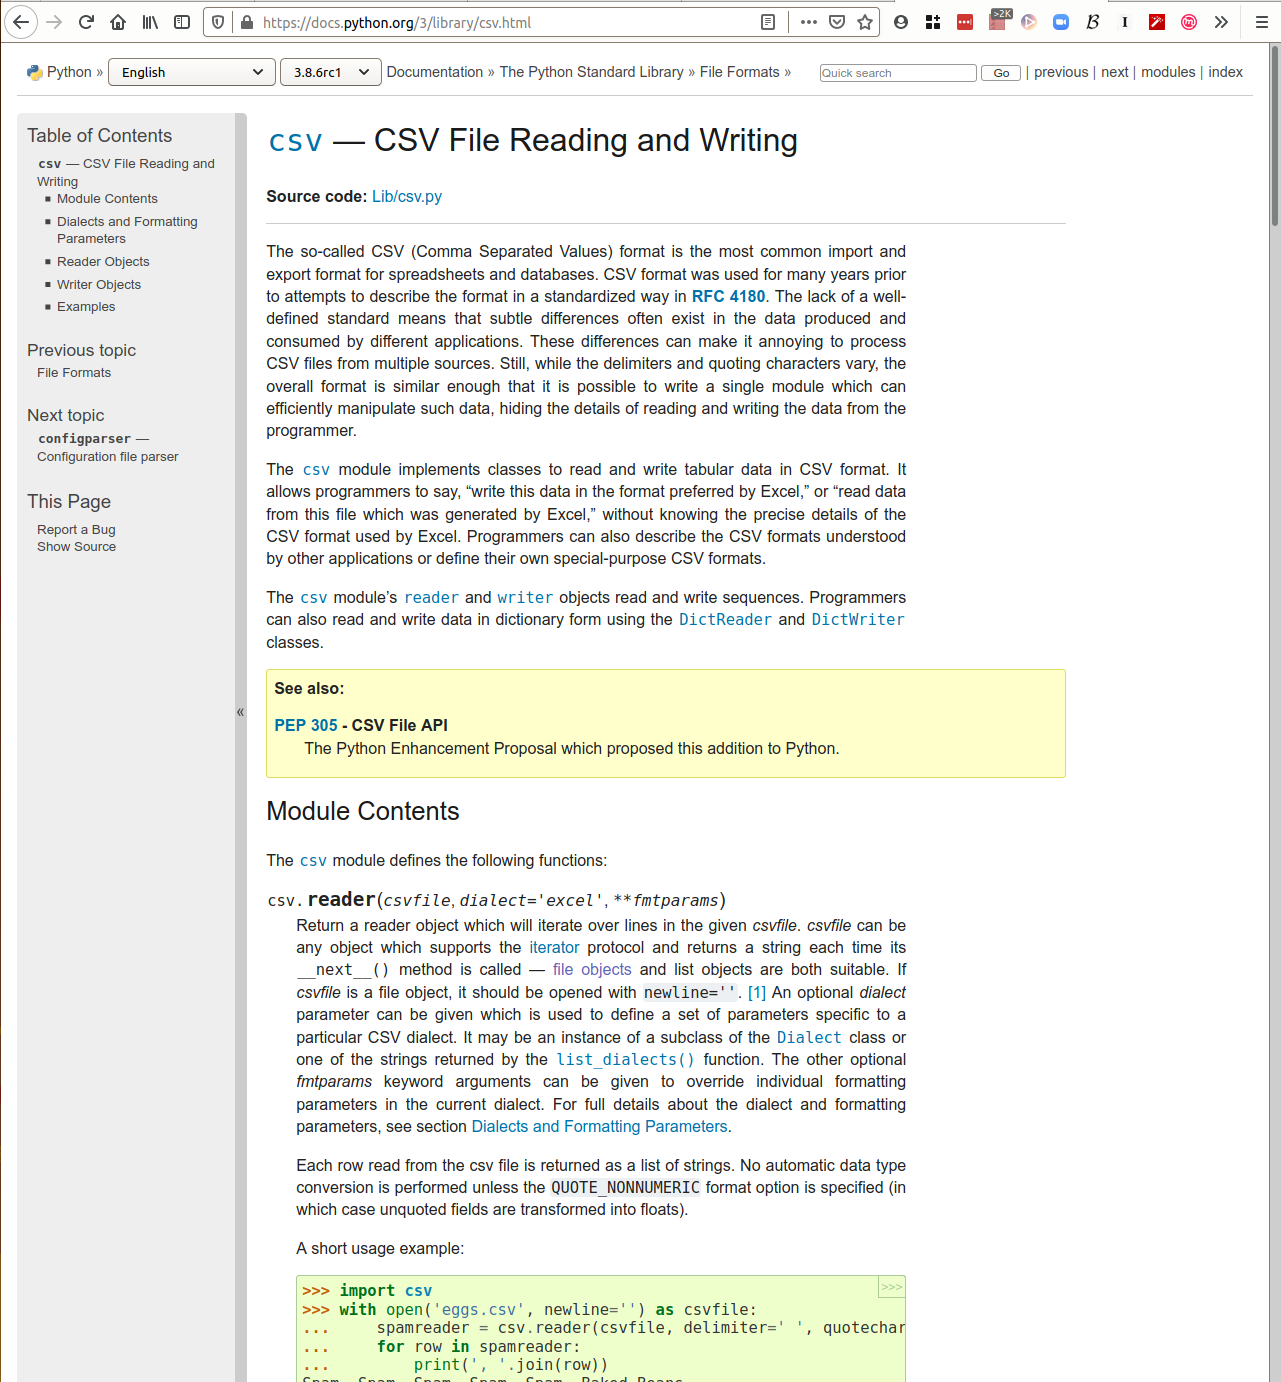 https://docs.python.org/3/library/csv.html
>2K
Python » English 3.8.6rc1 Documentation » The Python Standard Library » File Formats » Quick search Go | previous | next | modules | index
Table of Contents
csv — CSV File Reading and
Writing
Module Contents
Dialects and Formatting
Parameters
Reader Objects
Writer Objects
Examples
Previous topic
File Formats
Next topic
configparser —
Configuration file parser
This Page
Report a Bug
Show Source
«
csv — CSV File Reading and Writing
Source code: Lib/csv.py
The so-called CSV (Comma Separated Values) format is the most common import and
export format for spreadsheets and databases. CSV format was used for many years prior
to attempts to describe the format in a standardized way in RFC 4180. The lack of a well-
defined standard means that subtle differences often exist in the data produced and
consumed by different applications. These differences can make it annoying to process
CSV files from multiple sources. Still, while the delimiters and quoting characters vary, the
overall format is similar enough that it is possible to write a single module which can
efficiently manipulate such data, hiding the details of reading and writing the data from the
programmer.
The csv module implements classes to read and write tabular data in CSV format. It
allows programmers to say, “write this data in the format preferred by Excel,” or “read data
from this file which was generated by Excel,” without knowing the precise details of the
CSV format used by Excel. Programmers can also describe the CSV formats understood
by other applications or define their own special-purpose CSV formats.
The csv module’s reader and writer objects read and write sequences. Programmers
can also read and write data in dictionary form using the DictReader and DictWriter
classes.
See also:
PEP 305 - CSV File API
The Python Enhancement Proposal which proposed this addition to Python.
Module Contents
The csv module defines the following functions:
csv.reader(csvfile, dialect='excel', **fmtparams)
Return a reader object which will iterate over lines in the given csvfile. csvfile can be
any object which supports the iterator protocol and returns a string each time its
__next__() method is called — file objects and list objects are both suitable. If
csvfile is a file object, it should be opened with newline=''. [1] An optional dialect
parameter can be given which is used to define a set of parameters specific to a
particular CSV dialect. It may be an instance of a subclass of the Dialect class or
one of the strings returned by the list_dialects() function. The other optional
fmtparams keyword arguments can be given to override individual formatting
parameters in the current dialect. For full details about the dialect and formatting
parameters, see section Dialects and Formatting Parameters.
Each row read from the csv file is returned as a list of strings. No automatic data type
conversion is performed unless the QUOTE_NONNUMERIC format option is specified (in
which case unquoted fields are transformed into floats).
A short usage example:
>>>
>>> import csv
>>> with open('eggs.csv', newline='') as csvfile:
...     spamreader = csv.reader(csvfile, delimiter=' ', quotechar
...     for row in spamreader:
...         print(', '.join(row))
Spam, Spam, Spam, Spam, Spam, Baked Beans